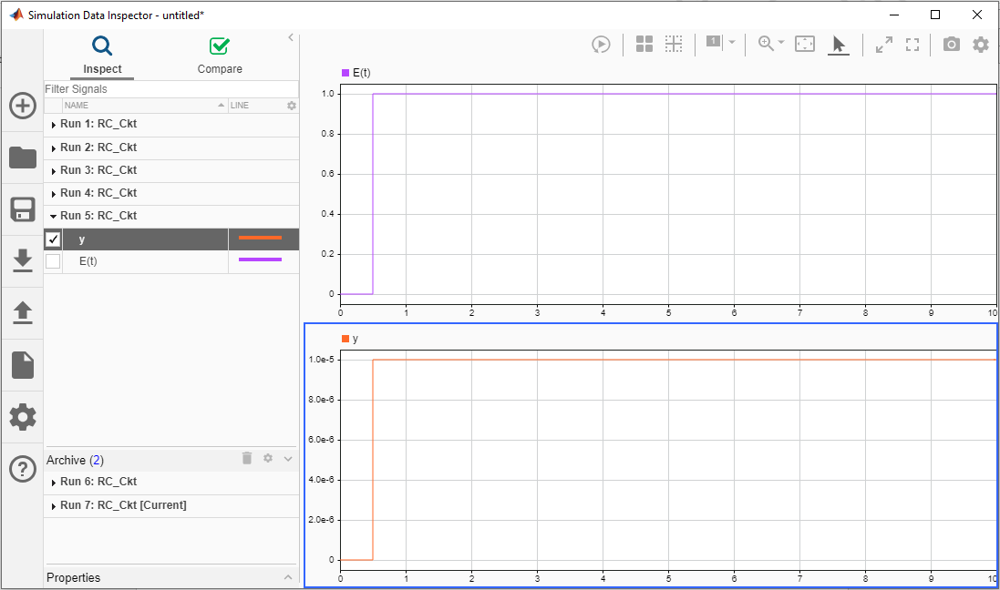 Simulation Data Inspector - untitled*
Inspect
Compare
Filter Signals
NAME
LINE
Run 1: RC_Ckt
Run 2: RC_Ckt
Run 3: RC_Ckt
Run 4: RC_Ckt
Run 5: RC_Ckt
y
E(t)
Archive (2)
Run 6: RC_Ckt
Run 7: RC_Ckt [Current]
Properties
1
E(t)
1.0
0.8
0.6
0.4
0.2
0
0 1 2 3 4 5 6 7 8 9 10
y
1.0e-5
8.0e-6
6.0e-6
4.0e-6
2.0e-6
0
0 1 2 3 4 5 6 7 8 9 10